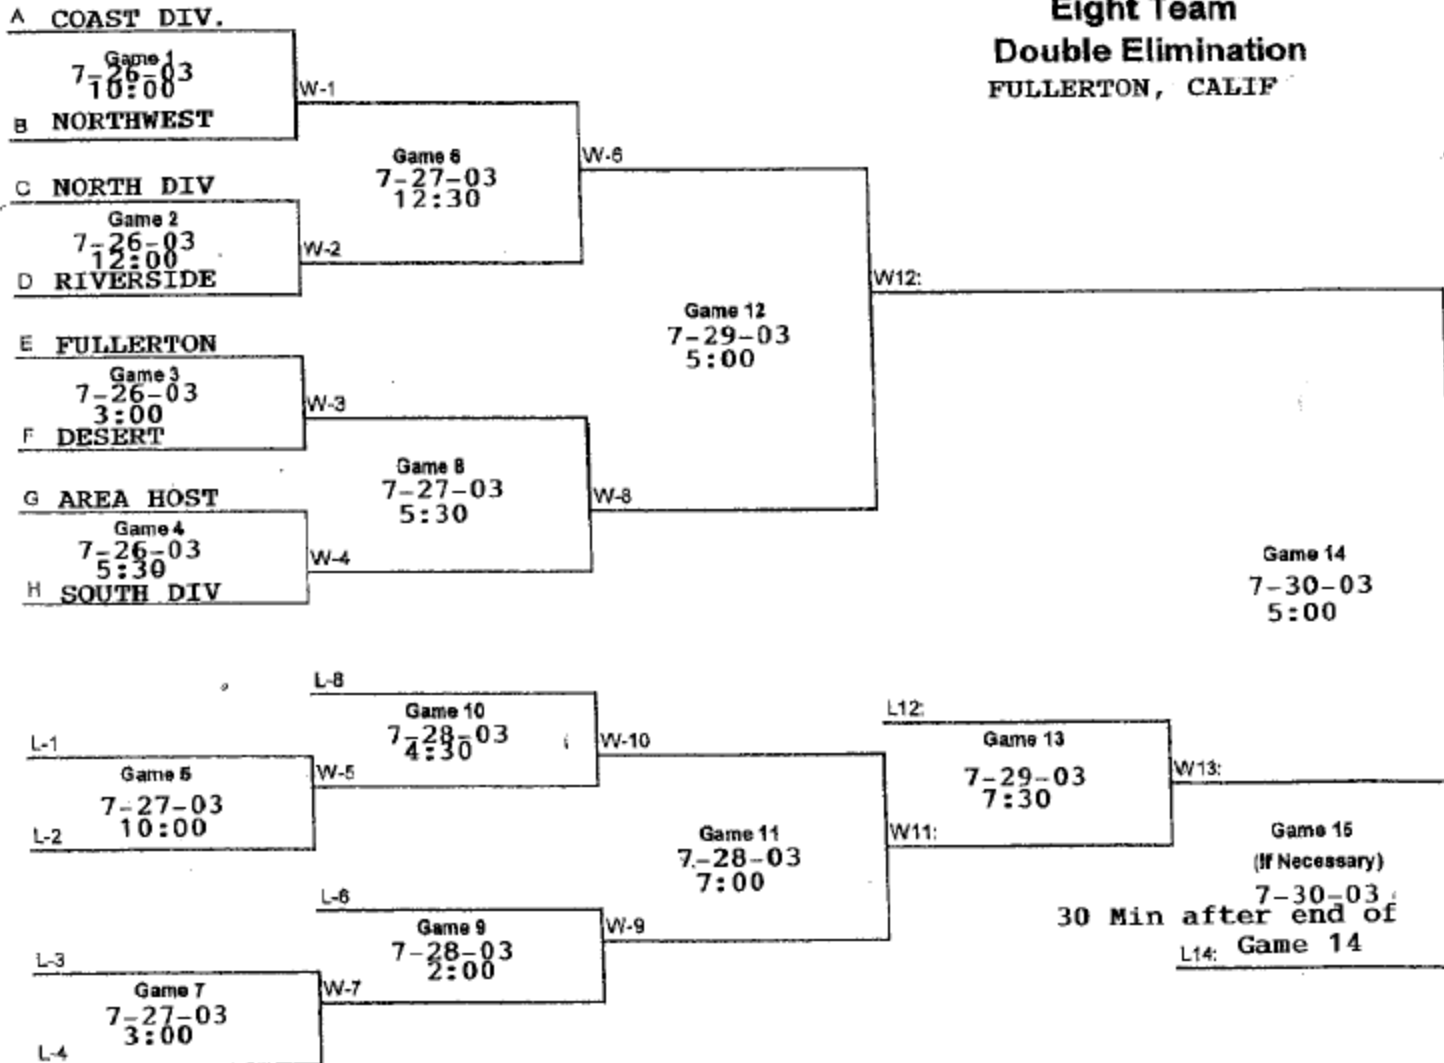 Eight Team
Double Elimination
FULLERTON, CALIF
A COAST DIV.
Game 1
7-26-03
10:00
B NORTHWEST
W-1
C NORTH DIV
Game 2
7-26-03
12:00
D RIVERSIDE
W-2
E FULLERTON
Game 3
7-26-03
3:00
F DESERT
W-3
G AREA HOST
Game 4
7-26-03
5:30
H SOUTH DIV
W-4
Game 6
7-27-03
12:30
W-6
Game 8
7-27-03
5:30
W-8
Game 12
7-29-03
5:00
W12:
Game 14
7-30-03
5:00
L-1
Game 5
7-27-03
10:00
L-2
W-5
L-8
Game 10
7-28-03
4:30
W-10
L-3
Game 7
7-27-03
3:00
L-4
W-7
L-6
Game 9
7-28-03
2:00
W-9
Game 11
7-28-03
7:00
W11:
L12:
Game 13
7-29-03
7:30
W13:
Game 15
(If Necessary)
7-30-03
30 Min after end of
L14: Game 14